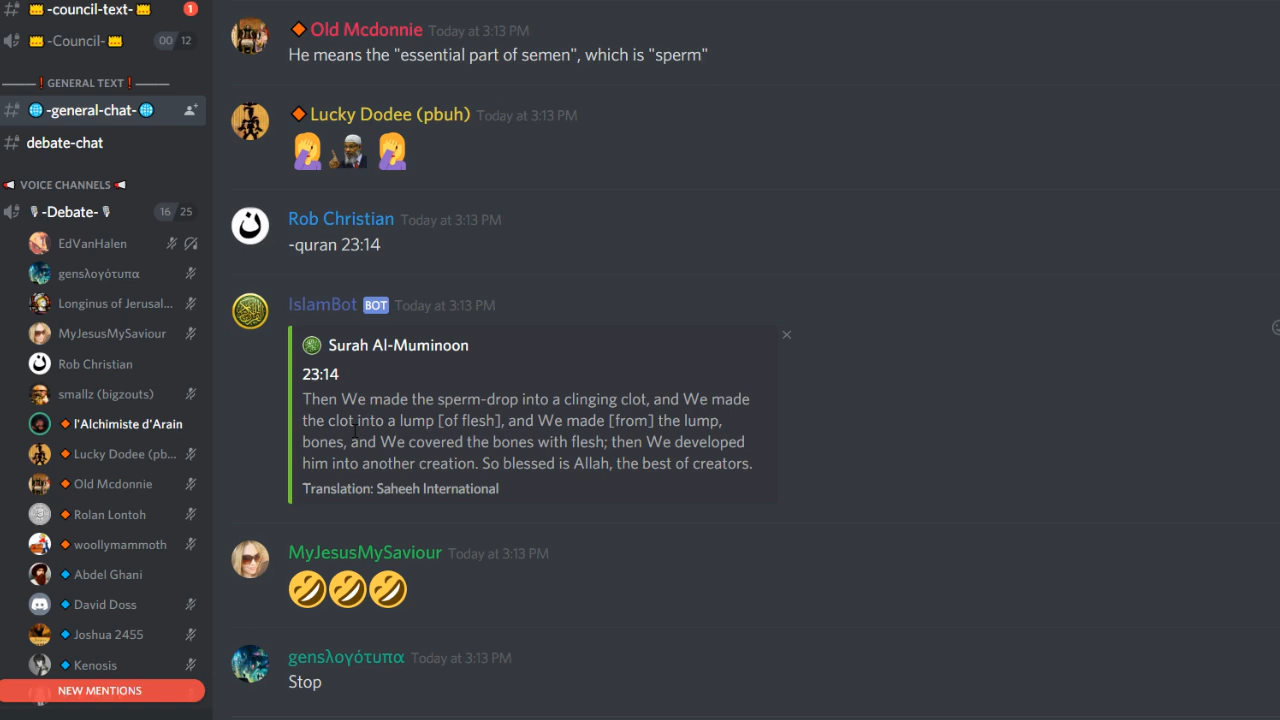 -council-text- 1
-Council- 00 12
GENERAL TEXT
-general-chat-
debate-chat
VOICE CHANNELS
-Debate- 16 25
EdVanHalen
gensλογότυπα
Longinus of Jerusal...
MyJesusMySaviour
Rob Christian
smallz (bigzouts)
l'Alchimiste d'Arain
Lucky Dodee (pb...
Old Mcdonnie
Rolan Lontoh
woollymammoth
Abdel Ghani
David Doss
Joshua 2455
Kenosis
NEW MENTIONS
Old Mcdonnie Today at 3:13 PM
He means the "essential part of semen", which is "sperm"
Lucky Dodee (pbuh) Today at 3:13 PM
Rob Christian Today at 3:13 PM
-quran 23:14
IslamBot BOT Today at 3:13 PM
Surah Al-Muminoon
23:14
Then We made the sperm-drop into a clinging clot, and We made
the clot into a lump [of flesh], and We made [from] the lump,
bones, and We covered the bones with flesh; then We developed
him into another creation. So blessed is Allah, the best of creators.
Translation: Saheeh International
MyJesusMySaviour Today at 3:13 PM
gensλογότυπα Today at 3:13 PM
Stop